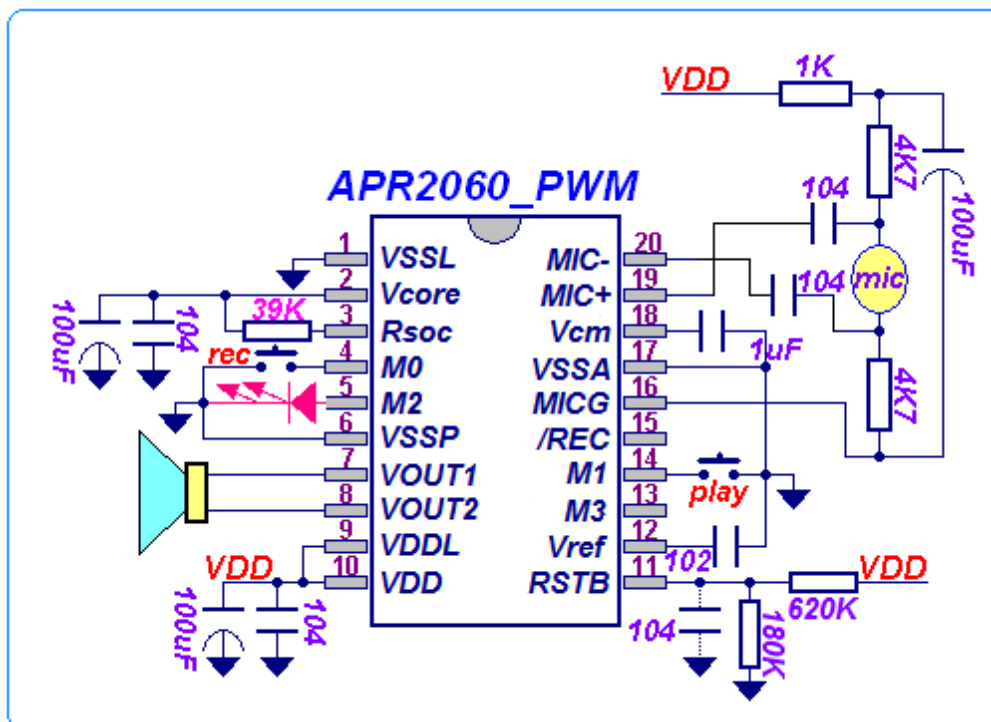 VDD
1K
4K7
100uF
APR2060_PWM
104
mic
104
4K7
1 VSSL MIC- 20
2 Vcore MIC+ 19
39K
3 Rsoc Vcm 18
1uF
100uF
104
rec
4 M0 VSSA 17
5 M2 MICG 16
6 VSSP /REC 15
7 VOUT1 M1 14
play
8 VOUT2 M3 13
9 VDDL Vref 12
102
10 VDD RSTB 11
VDD
100uF
104
104
180K
620K
VDD